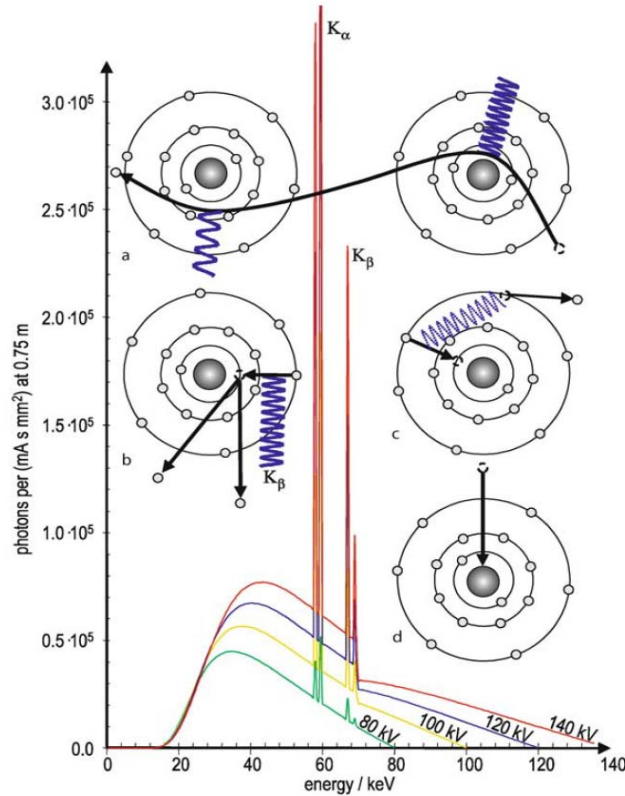 Kα
3.0·10⁵
a
2.5·10⁵
Kβ
2.0·10⁵
photons per (mA s mm²) at 0.75 m
1.5·10⁵
b
Kβ
c
1.0·10⁵
d
0.5·10⁵
80 kV
100 kV
120 kV
140 kV
0.0
0
20
40
60
80
100
120
140
energy / keV